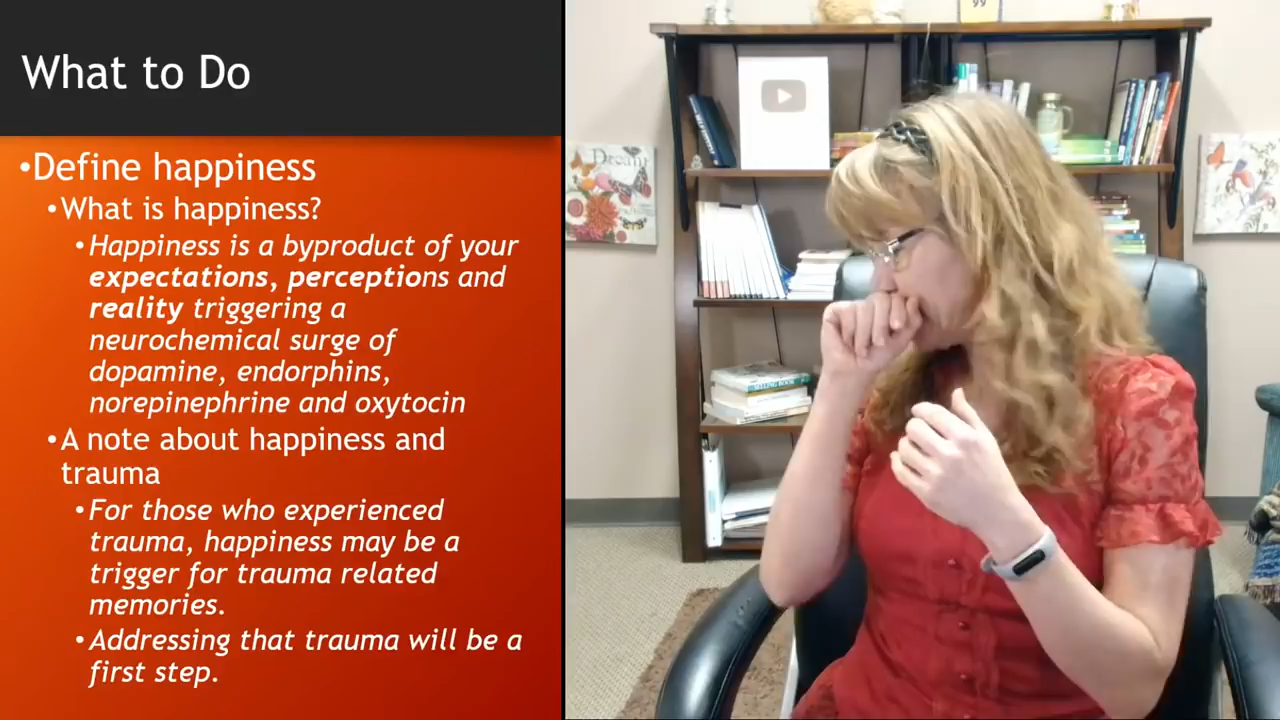 What to Do
•Define happiness
•What is happiness?
•Happiness is a byproduct of your
expectations, perceptions and
reality triggering a
neurochemical surge of
dopamine, endorphins,
norepinephrine and oxytocin
•A note about happiness and
trauma
•For those who experienced
trauma, happiness may be a
trigger for trauma related
memories.
•Addressing that trauma will be a
first step.
99
Dream